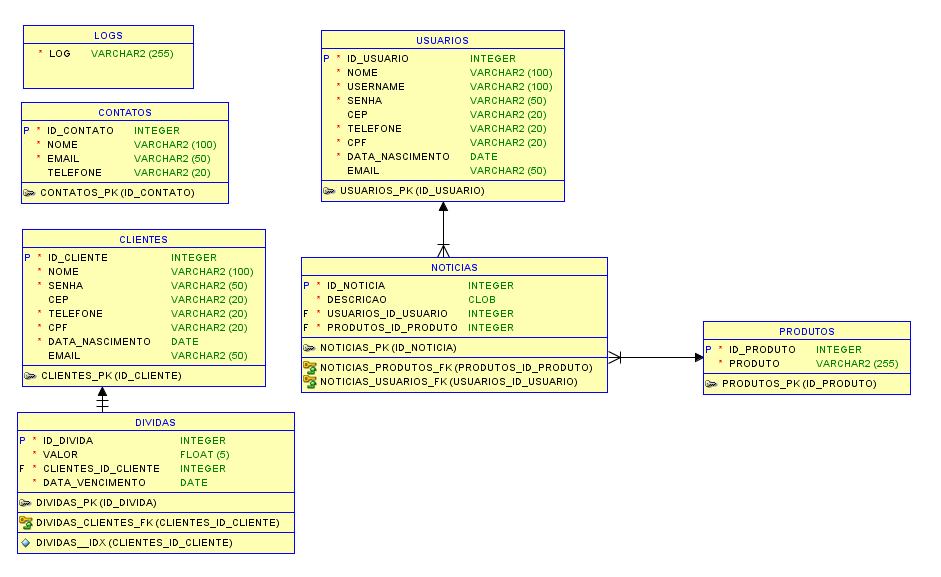 LOGS
* LOG VARCHAR2 (255)
CONTATOS
P * ID_CONTATO INTEGER
* NOME VARCHAR2 (100)
* EMAIL VARCHAR2 (50)
TELEFONE VARCHAR2 (20)
CONTATOS_PK (ID_CONTATO)
CLIENTES
P * ID_CLIENTE INTEGER
* NOME VARCHAR2 (100)
* SENHA VARCHAR2 (50)
CEP VARCHAR2 (20)
* TELEFONE VARCHAR2 (20)
* CPF VARCHAR2 (20)
* DATA_NASCIMENTO DATE
EMAIL VARCHAR2 (50)
CLIENTES_PK (ID_CLIENTE)
DIVIDAS
P * ID_DIVIDA INTEGER
* VALOR FLOAT (5)
F * CLIENTES_ID_CLIENTE INTEGER
* DATA_VENCIMENTO DATE
DIVIDAS_PK (ID_DIVIDA)
DIVIDAS_CLIENTES_FK (CLIENTES_ID_CLIENTE)
DIVIDAS__IDX (CLIENTES_ID_CLIENTE)
USUARIOS
P * ID_USUARIO INTEGER
* NOME VARCHAR2 (100)
* USERNAME VARCHAR2 (100)
* SENHA VARCHAR2 (50)
CEP VARCHAR2 (20)
* TELEFONE VARCHAR2 (20)
* CPF VARCHAR2 (20)
* DATA_NASCIMENTO DATE
EMAIL VARCHAR2 (50)
USUARIOS_PK (ID_USUARIO)
NOTICIAS
P * ID_NOTICIA INTEGER
* DESCRICAO CLOB
F * USUARIOS_ID_USUARIO INTEGER
F * PRODUTOS_ID_PRODUTO INTEGER
NOTICIAS_PK (ID_NOTICIA)
NOTICIAS_PRODUTOS_FK (PRODUTOS_ID_PRODUTO)
NOTICIAS_USUARIOS_FK (USUARIOS_ID_USUARIO)
PRODUTOS
P * ID_PRODUTO INTEGER
* PRODUTO VARCHAR2 (255)
PRODUTOS_PK (ID_PRODUTO)